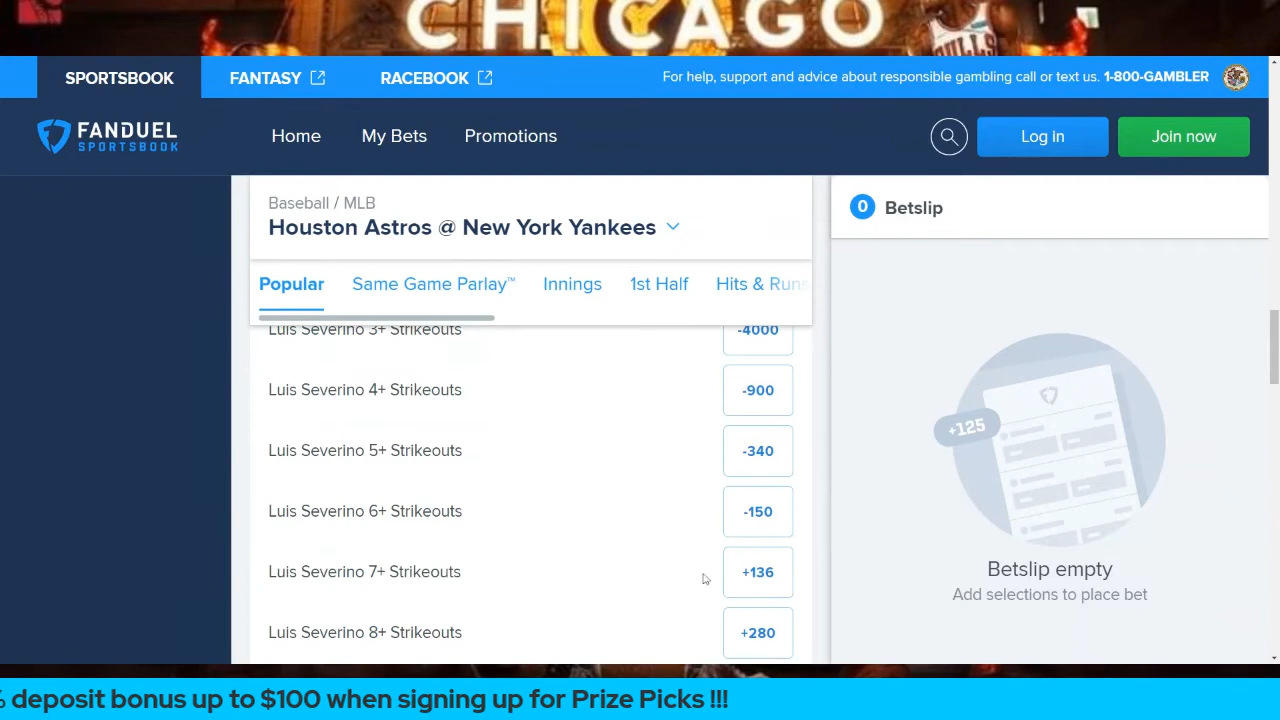 CHICAGO
BULLS
SPORTSBOOK
FANTASY
RACEBOOK
For help, support and advice about responsible gambling call or text us. 1-800-GAMBLER
FANDUEL
SPORTSBOOK
Home
My Bets
Promotions
Log in
Join now
Baseball / MLB
Houston Astros @ New York Yankees
0
Betslip
Popular
Same Game Parlay™
Innings
1st Half
Hits & Runs
Luis Severino 3+ Strikeouts
-4000
Luis Severino 4+ Strikeouts
-900
+125
Luis Severino 5+ Strikeouts
-340
Luis Severino 6+ Strikeouts
-150
Luis Severino 7+ Strikeouts
+136
Betslip empty
Add selections to place bet
Luis Severino 8+ Strikeouts
+280
% deposit bonus up to $100 when signing up for Prize Picks !!!